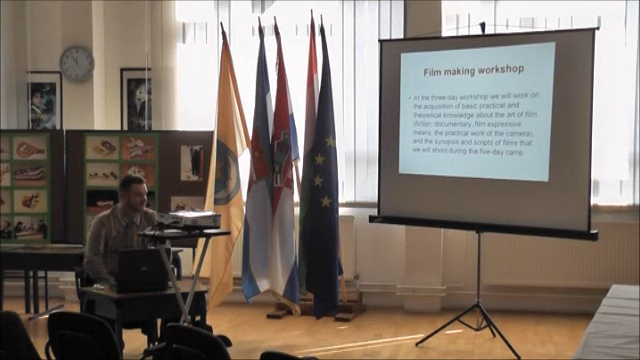 Film making workshop
• At the three-day workshop we will work on
the acquisition of basic practical and
theoretical knowledge about the art of film
(fiction, documentary, film expressive
means, the practical work of the camera),
and the synopsis and scripts of films that
we will shoot during the five-day camp